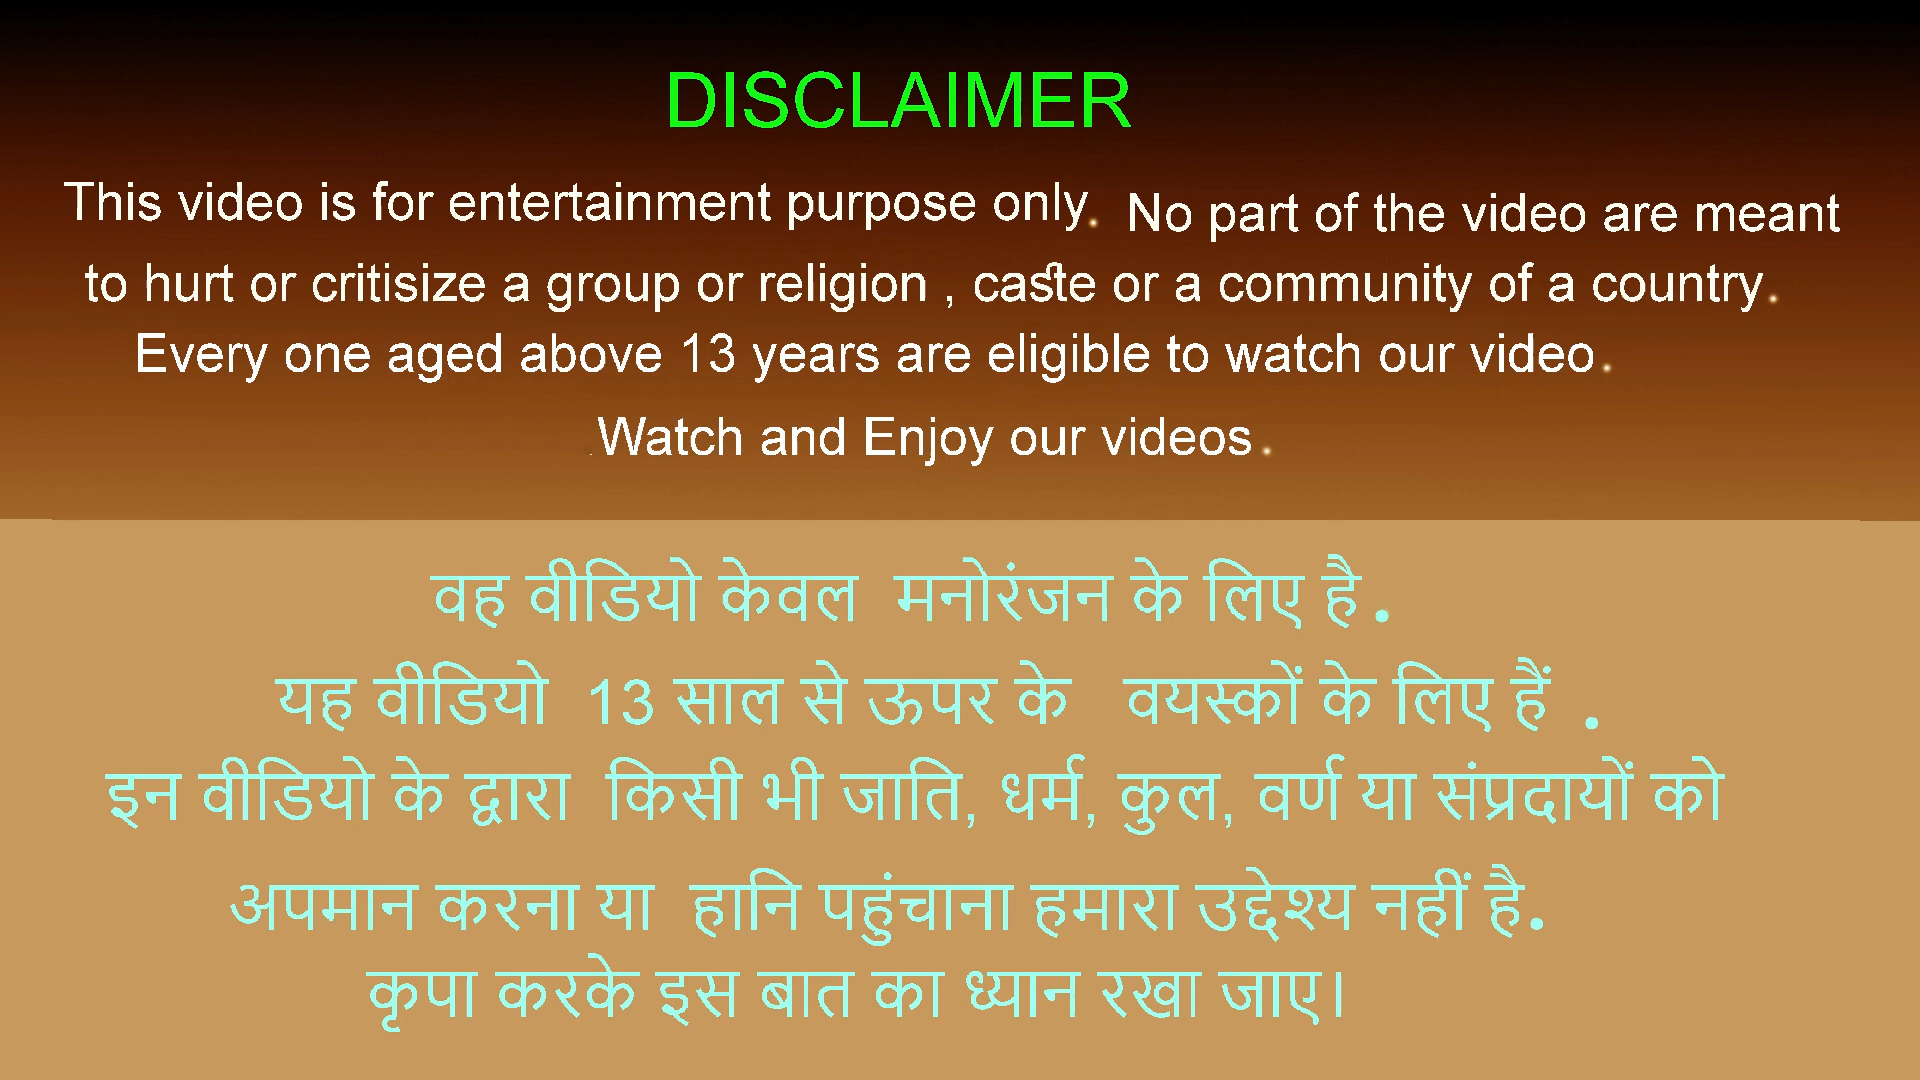 DISCLAIMER
This video is for entertainment purpose only. No part of the video are meant
to hurt or critisize a group or religion , caste or a community of a country.
Every one aged above 13 years are eligible to watch our video.
.Watch and Enjoy our videos.
वह वीडियो केवल मनोरंजन के लिए है.
यह वीडियो 13 साल से ऊपर के वयस्कों के लिए हैं .
इन वीडियो के द्वारा किसी भी जाति, धर्म, कुल, वर्ण या संप्रदायों को
अपमान करना या हानि पहुंचाना हमारा उद्देश्य नहीं है.
कृपा करके इस बात का ध्यान रखा जाए।